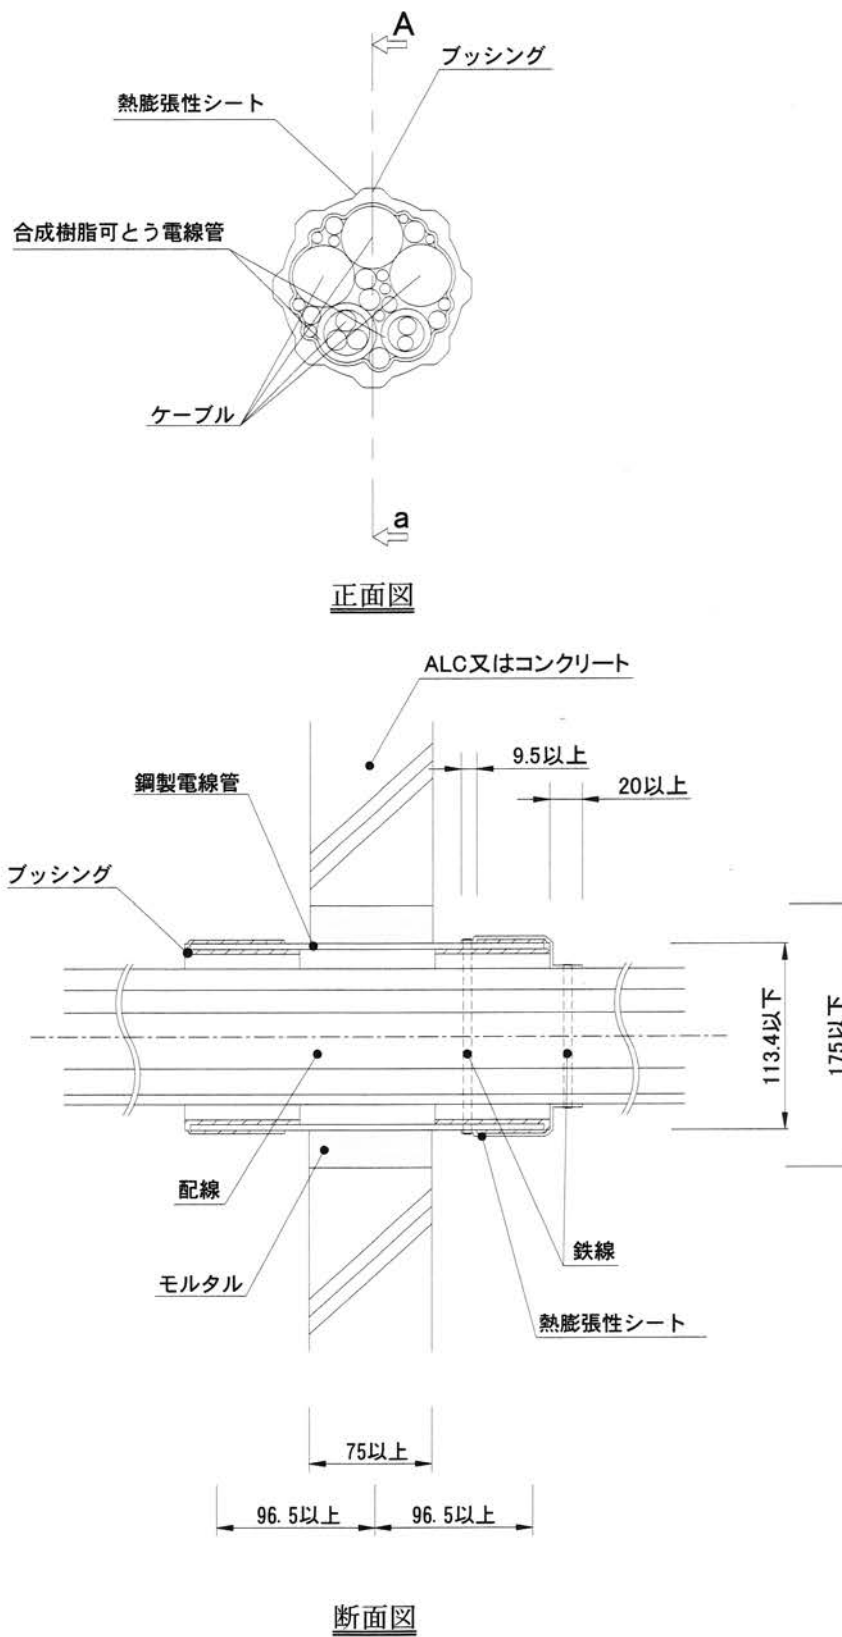 A
ブッシング
熱膨張性シート
合成樹脂可とう電線管
ケーブル
a
正面図
ALC又はコンクリート
9.5以上
鋼製電線管
20以上
ブッシング
113.4以下
175以下
配線
鉄線
モルタル
熱膨張性シート
75以上
96.5以上
96.5以上
断面図